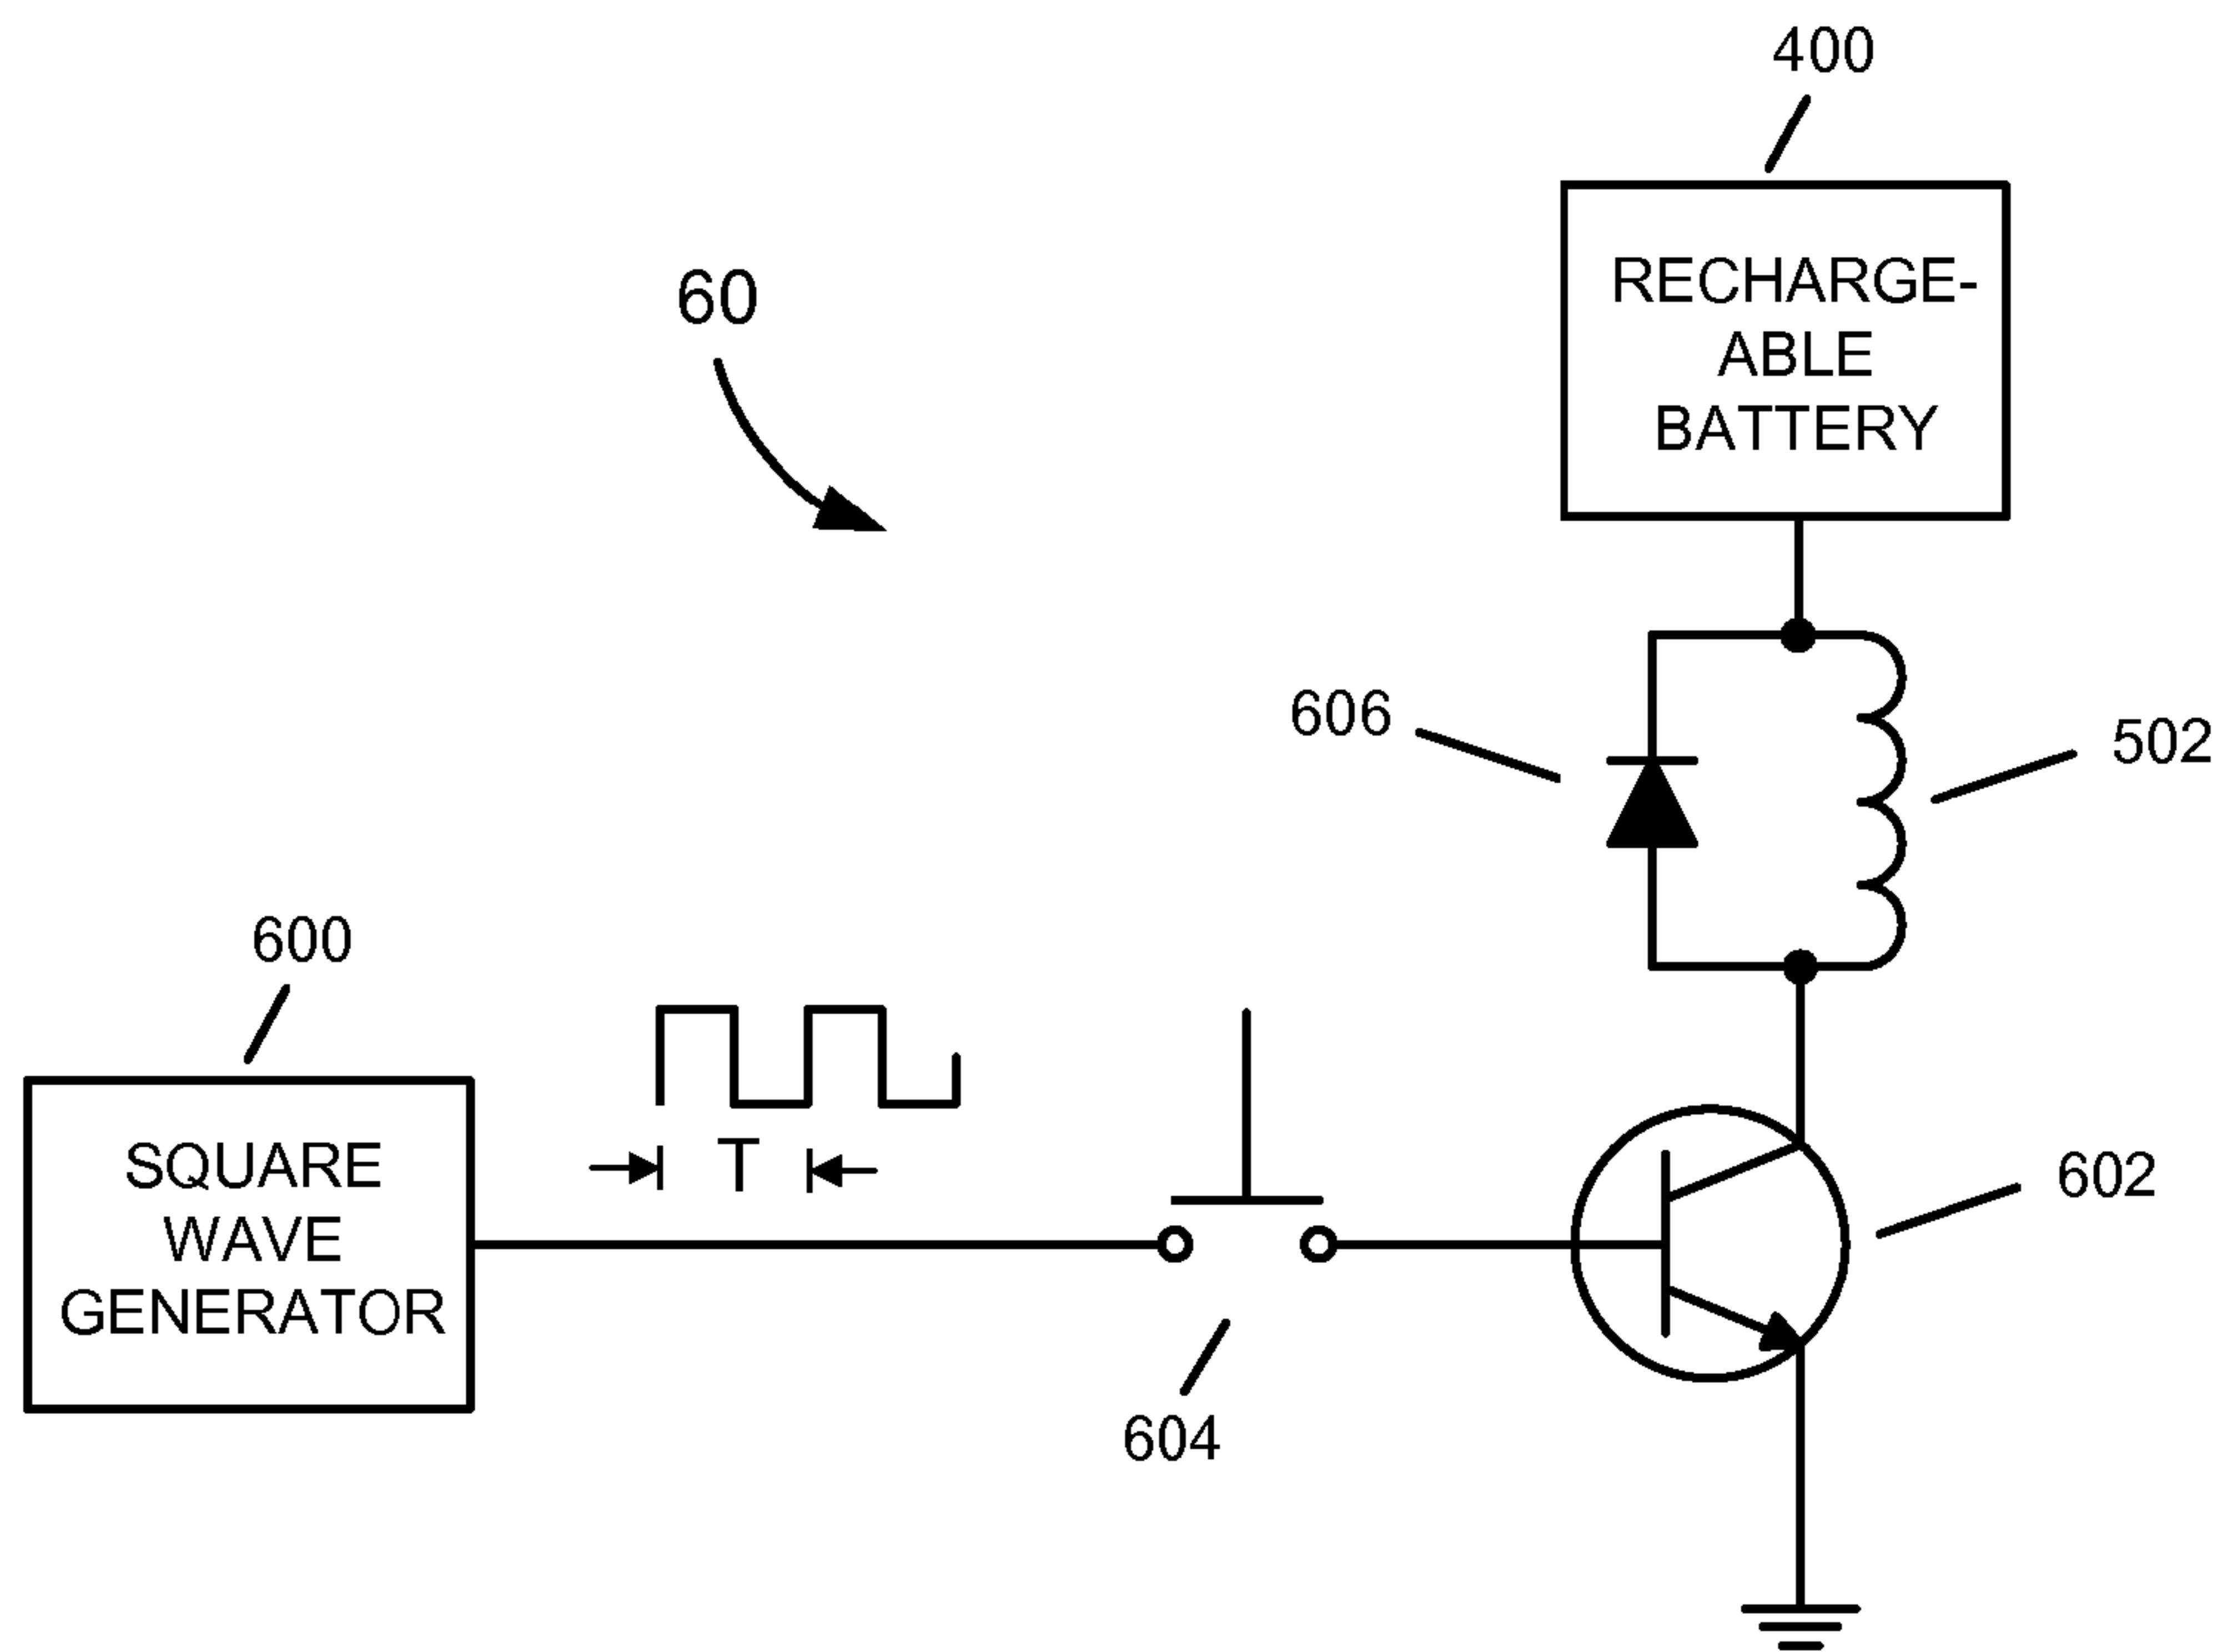 400
RECHARGE-
ABLE
BATTERY
60
606
502
600
SQUARE
WAVE
GENERATOR
T
602
604